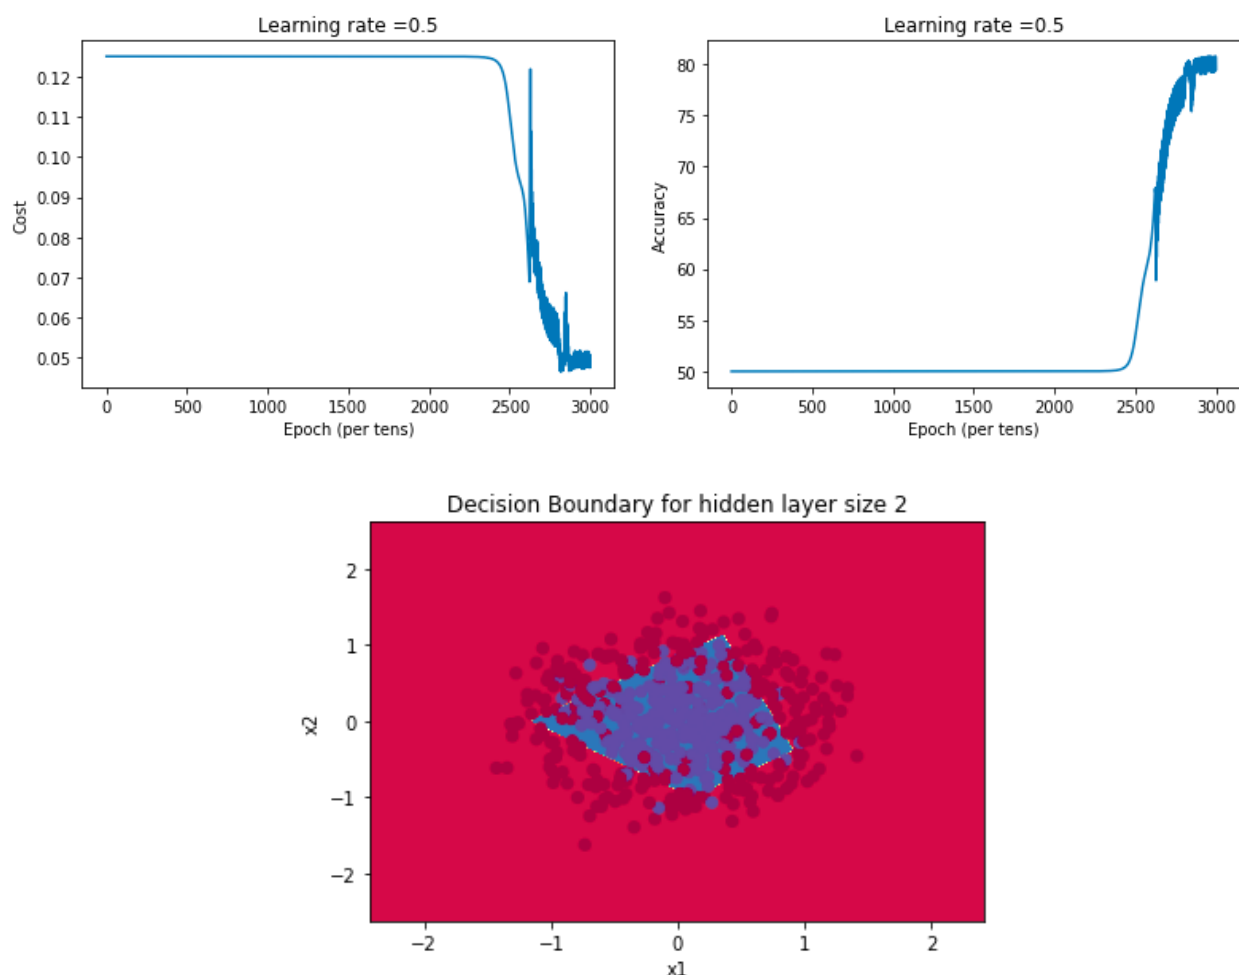 Learning rate =0.5
0.12
0.11
0.10
0.09
0.08
0.07
0.06
0.05
Cost
0 500 1000 1500 2000 2500 3000
Epoch (per tens)
Learning rate =0.5
80
75
70
65
60
55
50
Accuracy
0 500 1000 1500 2000 2500 3000
Epoch (per tens)
Decision Boundary for hidden layer size 2
2
1
0
−1
−2
x2
−2 −1 0 1 2
x1